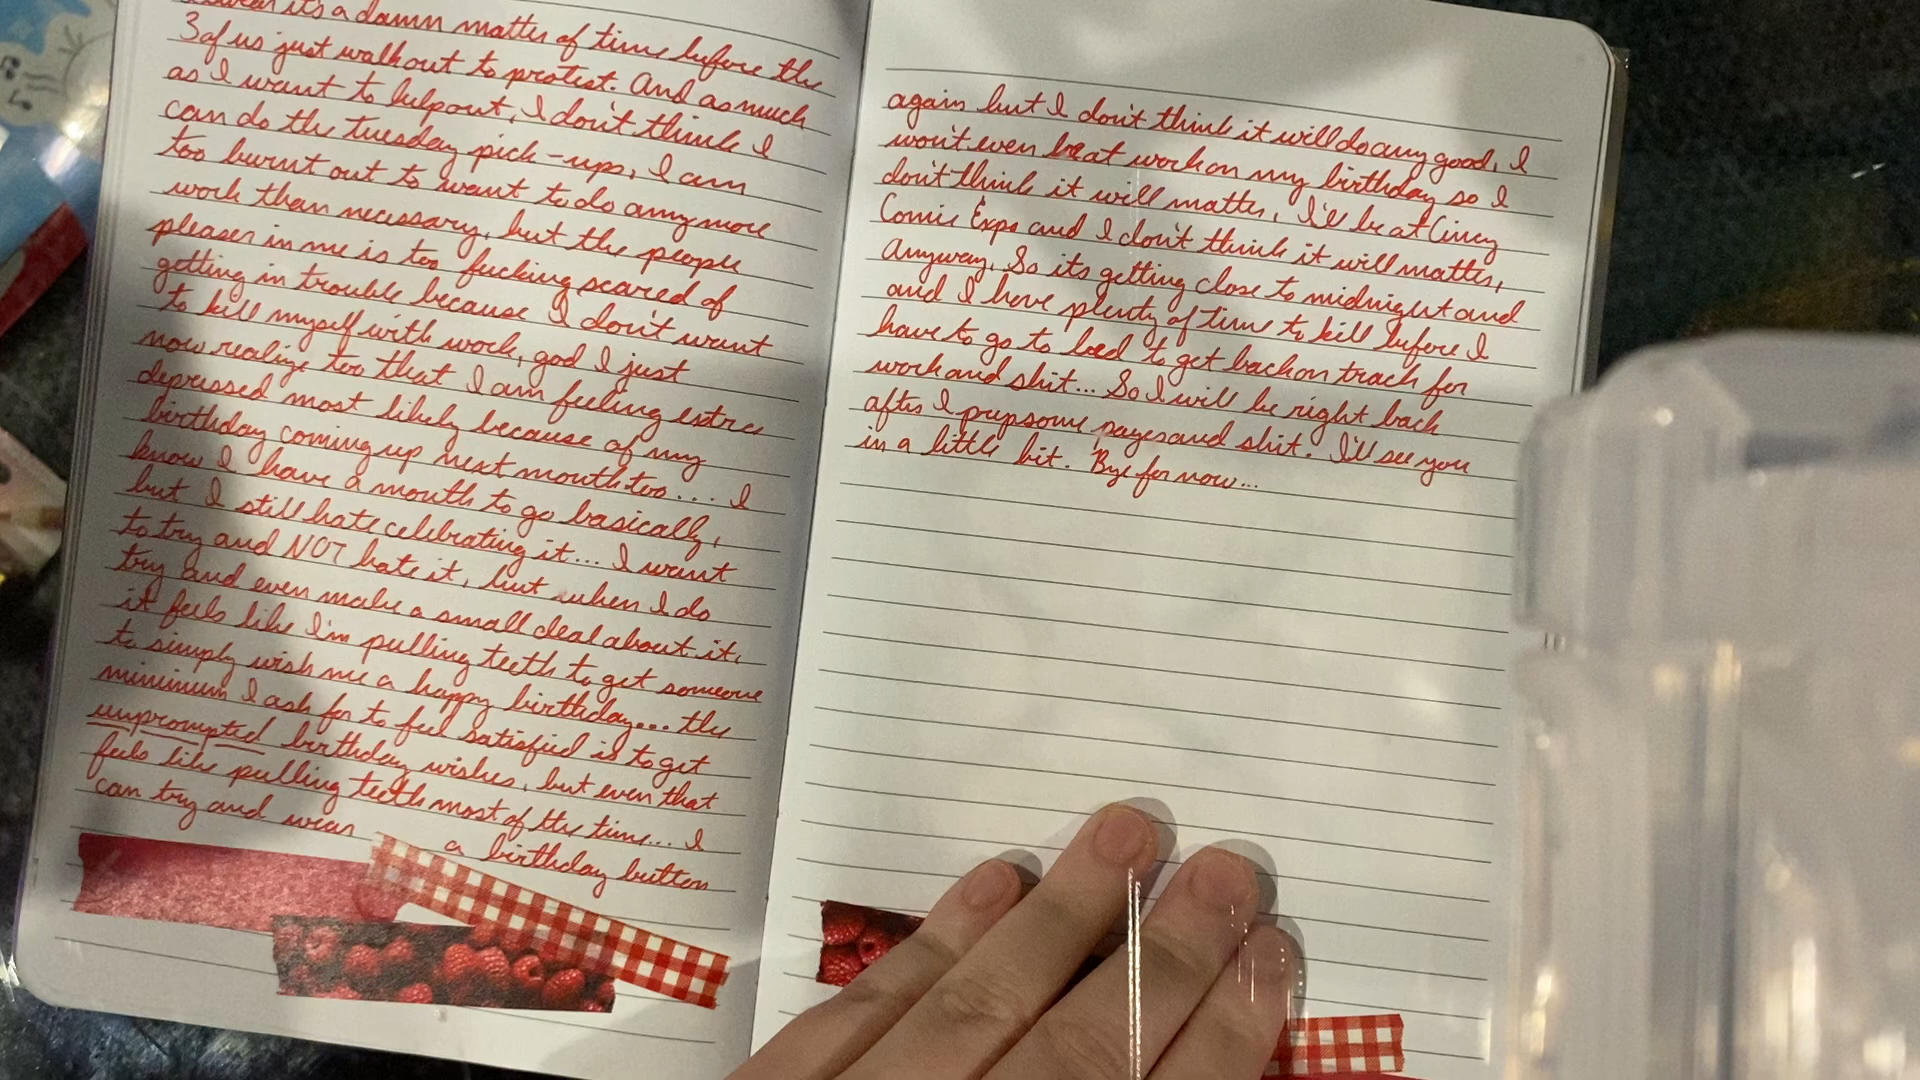 it's a damn matter of time before the
3 of us just walkout to protest. And as much
as I want to help out, I don't think I
can do the Tuesday pick-ups, I am
too burnt out to want to do any more
work than necessary, but the people
pleaser in me is too fucking scared of
getting in trouble because I don't want
to kill myself with work, god I just
now realize too that I am feeling extra
depressed most likely because of my
birthday coming up next month too... I
know I have a month to go basically,
but I still hate celebrating it... I want
to try and NOT hate it, but when I do
try and even make a small deal about it,
it feels like I'm pulling teeth to get someone
to simply wish me a happy birthday... the
minimum I ask for to feel satisfied is to get
unprompted birthday wishes, but even that
feels like pulling teeth most of the time... I
can try and wear a birthday button
again but I don't think it will do any good, I
won't even be at work on my birthday so I
don't think it will matter, I'll be at Cincy
Comic Expo and I don't think it will matter,
Anyway, So its getting close to midnight and
and I have plenty of time to kill before I
have to go to bed to get back on track for
work and shit... So I will be right back
after I prep some pages and shit. I'll see you
in a little bit. Bye for now...